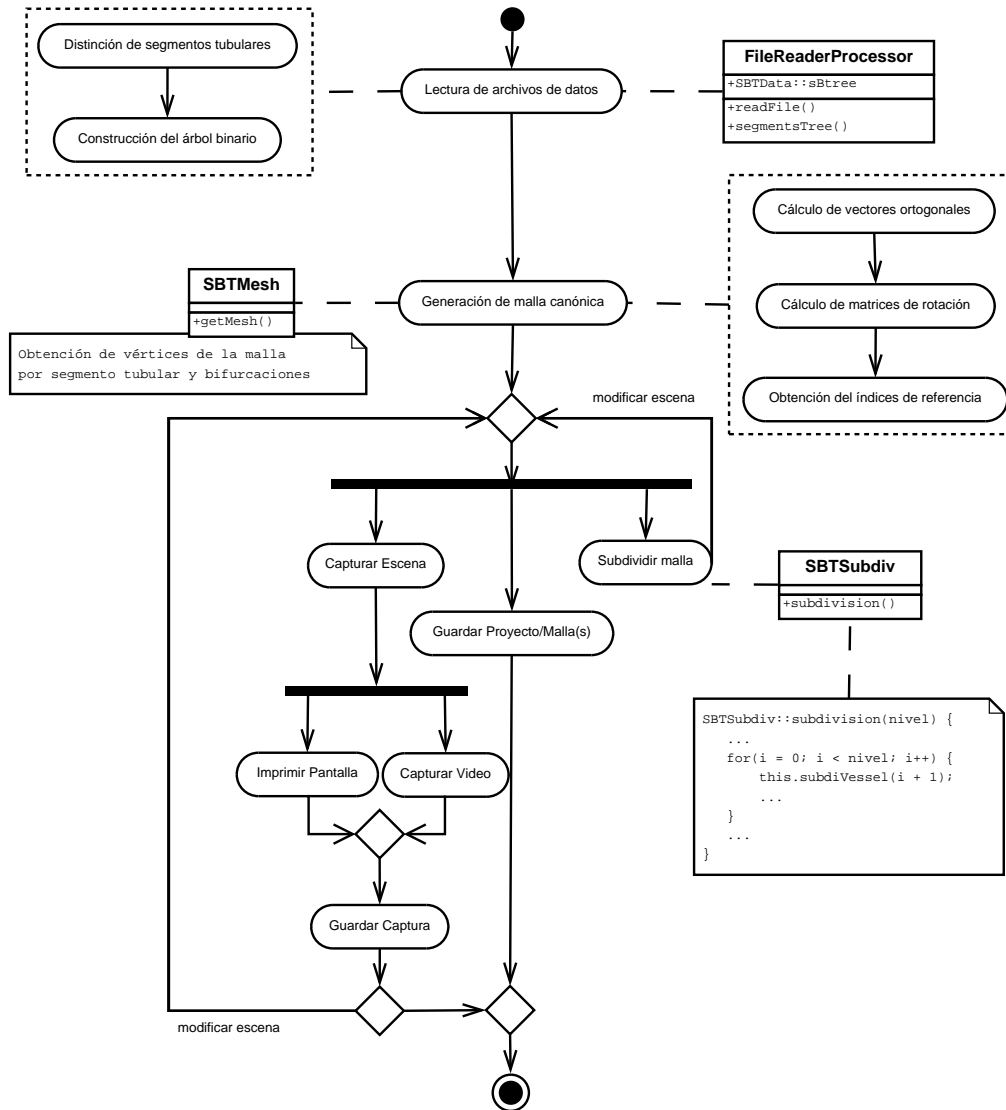 Distinción de segmentos tubulares
Construcción del árbol binario
Lectura de archivos de datos
FileReaderProcessor
+SBTData::sBtree
+readFile()
+segmentsTree()
Cálculo de vectores ortogonales
Cálculo de matrices de rotación
Obtención del índices de referencia
SBTMesh
+getMesh()
Obtención de vértices de la malla
por segmento tubular y bifurcaciones
Generación de malla canónica
modificar escena
Capturar Escena
Subdividir malla
SBTSubdiv
+subdivision()
Guardar Proyecto/Malla(s)
SBTSubdiv::subdivision(nivel) {
...
for(i = 0; i < nivel; i++) {
this.subdiVessel(i + 1);
...
}
...
}
Imprimir Pantalla
Capturar Video
Guardar Captura
modificar escena